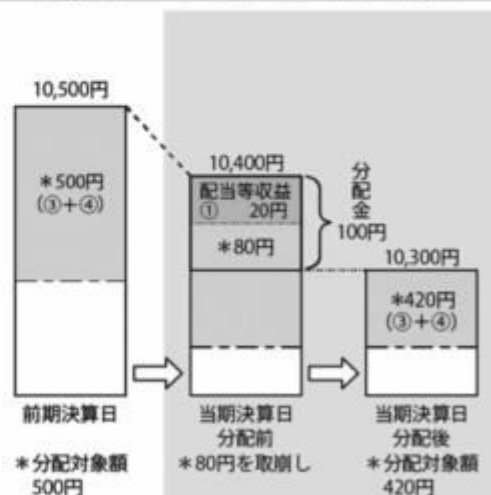 10,500円
＊500円
(③＋④)
前期決算日
＊分配対象額
500円
10,400円
配当等収益
① 20円
＊80円
分配金
100円
当期決算日
分配前
＊80円を取崩し
10,300円
＊420円
(③＋④)
当期決算日
分配後
＊分配対象額
420円